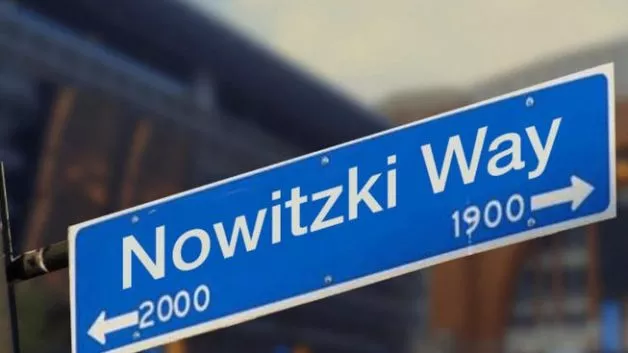 Nowitzki Way
1900 →
← 2000